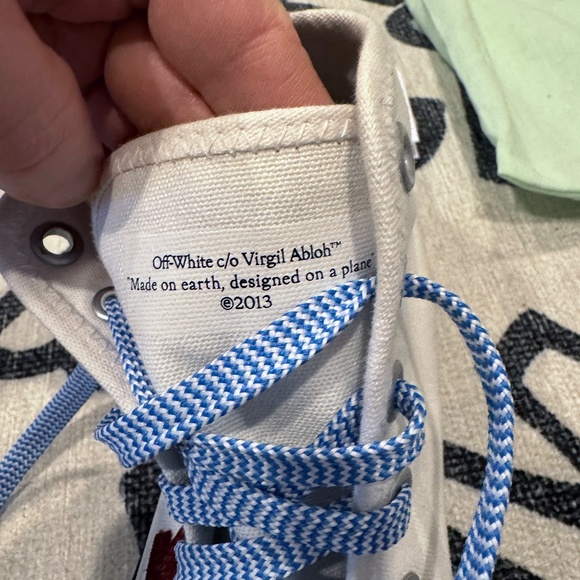 Off-White c/o Virgil Abloh™
"Made on earth, designed on a plane
©2013